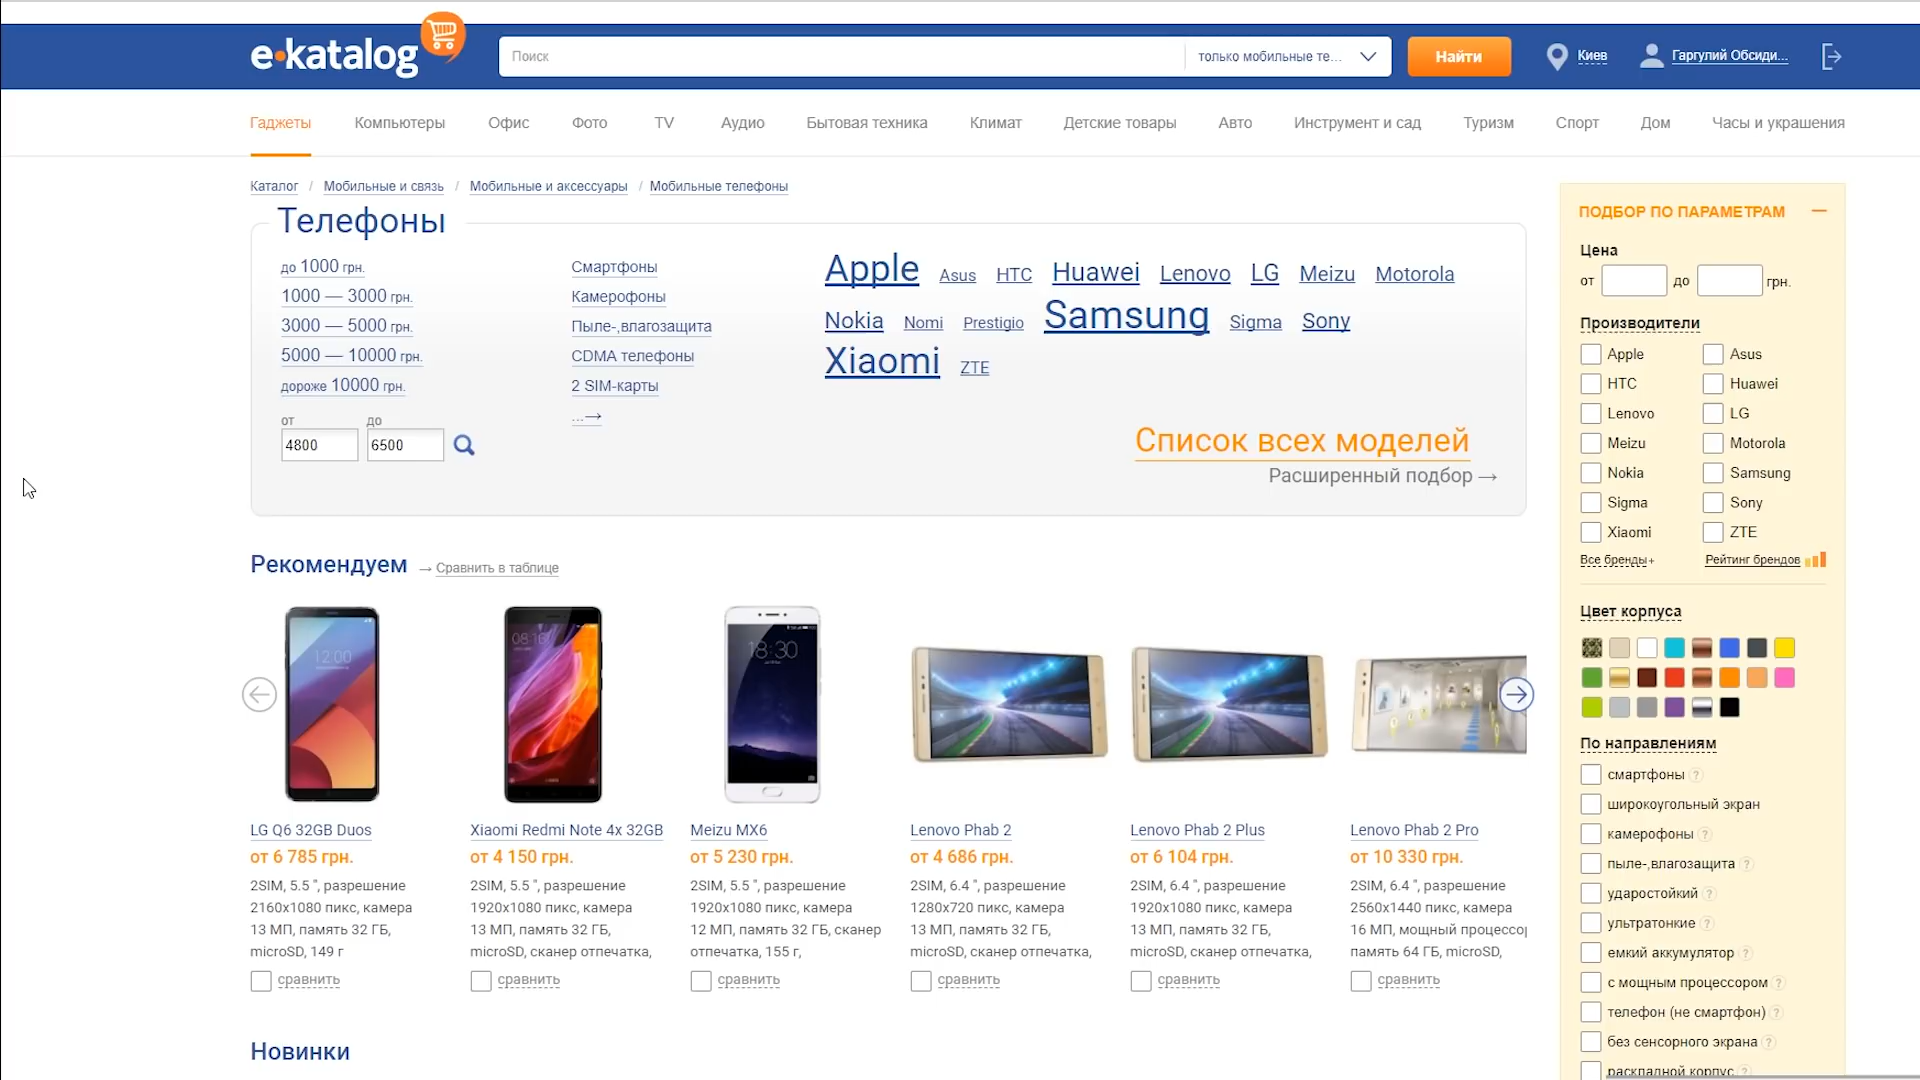 e·katalog
Поиск
только мобильные те...
Найти
Киев
Гаргулий Обсиди...
Гаджеты Компьютеры Офис Фото TV Аудио Бытовая техника Климат Детские товары Авто Инструмент и сад Туризм Спорт Дом Часы и украшения
Каталог / Мобильные и связь / Мобильные и аксессуары / Мобильные телефоны
Телефоны
до 1000 грн.
1000 — 3000 грн.
3000 — 5000 грн.
5000 — 10000 грн.
дороже 10000 грн.
от до
4800 6500
Смартфоны
Камерофоны
Пыле-,влагозащита
CDMA телефоны
2 SIM-карты
...→
Apple Asus HTC Huawei Lenovo LG Meizu Motorola
Nokia Nomi Prestigio Samsung Sigma Sony
Xiaomi ZTE
Список всех моделей
Расширенный подбор →
Рекомендуем → Сравнить в таблице
12:00
08:16
18:30
LG Q6 32GB Duos
от 6 785 грн.
2SIM, 5.5 ", разрешение
2160x1080 пикс, камера
13 МП, память 32 ГБ,
microSD, 149 г
сравнить
Xiaomi Redmi Note 4x 32GB
от 4 150 грн.
2SIM, 5.5 ", разрешение
1920x1080 пикс, камера
13 МП, память 32 ГБ,
microSD, сканер отпечатка,
сравнить
Meizu MX6
от 5 230 грн.
2SIM, 5.5 ", разрешение
1920x1080 пикс, камера
12 МП, память 32 ГБ, сканер
отпечатка, 155 г,
сравнить
Lenovo Phab 2
от 4 686 грн.
2SIM, 6.4 ", разрешение
1280x720 пикс, камера
13 МП, память 32 ГБ,
microSD, сканер отпечатка,
сравнить
Lenovo Phab 2 Plus
от 6 104 грн.
2SIM, 6.4 ", разрешение
1920x1080 пикс, камера
13 МП, память 32 ГБ,
microSD, сканер отпечатка,
сравнить
Lenovo Phab 2 Pro
от 10 330 грн.
2SIM, 6.4 ", разрешение
2560x1440 пикс, камера
16 МП, мощный процессор
память 64 ГБ, microSD,
сравнить
Новинки
ПОДБОР ПО ПАРАМЕТРАМ —
Цена
от до грн.
Производители
Apple Asus
HTC Huawei
Lenovo LG
Meizu Motorola
Nokia Samsung
Sigma Sony
Xiaomi ZTE
Все бренды+ Рейтинг брендов
Цвет корпуса
По направлениям
смартфоны ?
широкоугольный экран
камерофоны ?
пыле-,влагозащита ?
ударостойкий ?
ультратонкие ?
емкий аккумулятор ?
с мощным процессором ?
телефон (не смартфон) ?
без сенсорного экрана ?
раскладной корпус ?